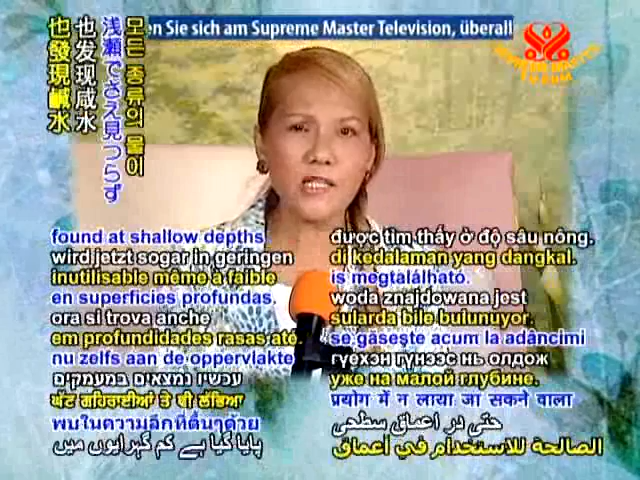 en Sie sich am Supreme Master Television, überall
모든 종류의 물이
浅瀬でさえ見つらず
也发现咸水
也發現鹹水
found at shallow depths
wird jetzt sogar in geringen
inutilisable même à faible
en superficies profundas.
ora si trova anche
em profundidades rasas até.
nu zelfs aan de oppervlakte
עכשיו נמצאים במעמקים
ਘੱਟ ਗਹਿਰਾਈਆਂ ਤੇ ਵੀ ਲੱਭਿਆ
พบในความลึกที่ตื้นๆด้วย
پایا گیا ہے کم گہرایوں میں
được tìm thấy ở độ sâu nông.
di kedalaman yang dangkal.
is megtalálható.
woda znajdowana jest
sularda bile bulunuyor.
se găseşte acum la adâncimi
гүехэн гүнээс нь олдож
уже на малой глубине.
प्रयोग में न लाया जा सकने वाला
حتی در اعماق سطحی
الصالحة للاستخدام في أعماق